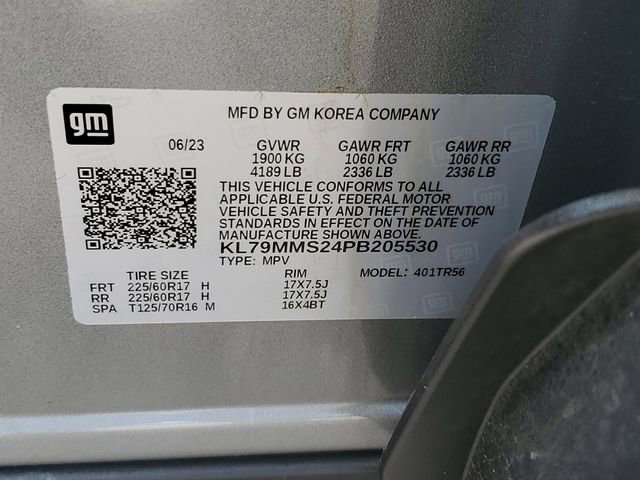 gm
MFD BY GM KOREA COMPANY
06/23 GVWR GAWR FRT GAWR RR
1900 KG 1060 KG 1060 KG
4189 LB 2336 LB 2336 LB
THIS VEHICLE CONFORMS TO ALL
APPLICABLE U.S. FEDERAL MOTOR
VEHICLE SAFETY AND THEFT PREVENTION
STANDARDS IN EFFECT ON THE DATE OF
MANUFACTURE SHOWN ABOVE.
KL79MMS24PB205530
TYPE: MPV MODEL: 401TR56
TIRE SIZE RIM
FRT 225/60R17 H 17X7.5J
RR 225/60R17 H 17X7.5J
SPA T125/70R16 M 16X4BT